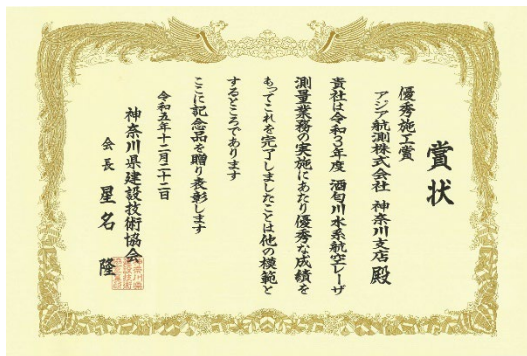 賞状
優秀施工賞
アジア航測株式会社 神奈川支店 殿
貴社は令和3年度 酒匂川水系航空レーザ
測量業務の実施にあたり優秀な成績を
もってこれを完了しましたことは他の模範と
するところであります
ここに記念品を贈り表彰します
令和五年十二月二十二日
神奈川県建設技術協会
会長 星名 隆